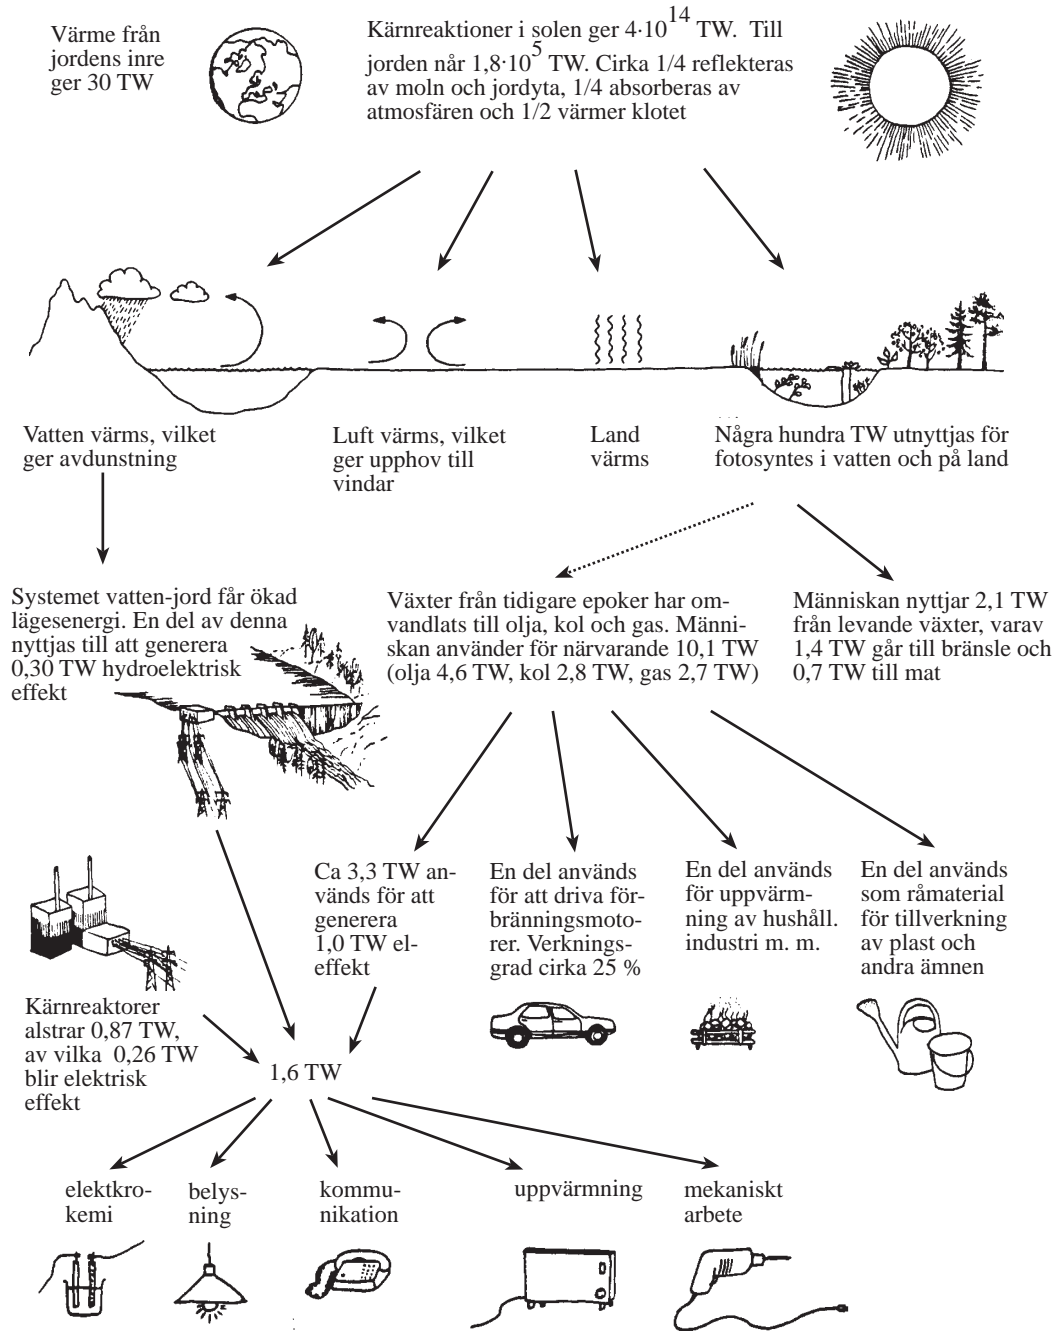 Värme från
jordens inre
ger 30 TW
Kärnreaktioner i solen ger 4·10^14 TW. Till
jorden når 1,8·10^5 TW. Cirka 1/4 reflekteras
av moln och jordyta, 1/4 absorberas av
atmosfären och 1/2 värmer klotet
Vatten värms, vilket
ger avdunstning
Luft värms, vilket
ger upphov till
vindar
Land
värms
Några hundra TW utnyttjas för
fotosyntes i vatten och på land
Systemet vatten-jord får ökad
lägesenergi. En del av denna
nyttjas till att generera
0,30 TW hydroelektrisk
effekt
Växter från tidigare epoker har om-
vandlats till olja, kol och gas. Männi-
skan använder för närvarande 10,1 TW
(olja 4,6 TW, kol 2,8 TW, gas 2,7 TW)
Människan nyttjar 2,1 TW
från levande växter, varav
1,4 TW går till bränsle och
0,7 TW till mat
Ca 3,3 TW an-
vänds för att
generera
1,0 TW el-
effekt
En del används
för att driva för-
bränningsmoto-
rer. Verknings-
grad cirka 25 %
En del används
för uppvärm-
ning av hushåll.
industri m. m.
En del används
som råmaterial
för tillverkning
av plast och
andra ämnen
Kärnreaktorer
alstrar 0,87 TW,
av vilka 0,26 TW
blir elektrisk
effekt
1,6 TW
elektkro-
kemi
belys-
ning
kommu-
nikation
uppvärmning
mekaniskt
arbete